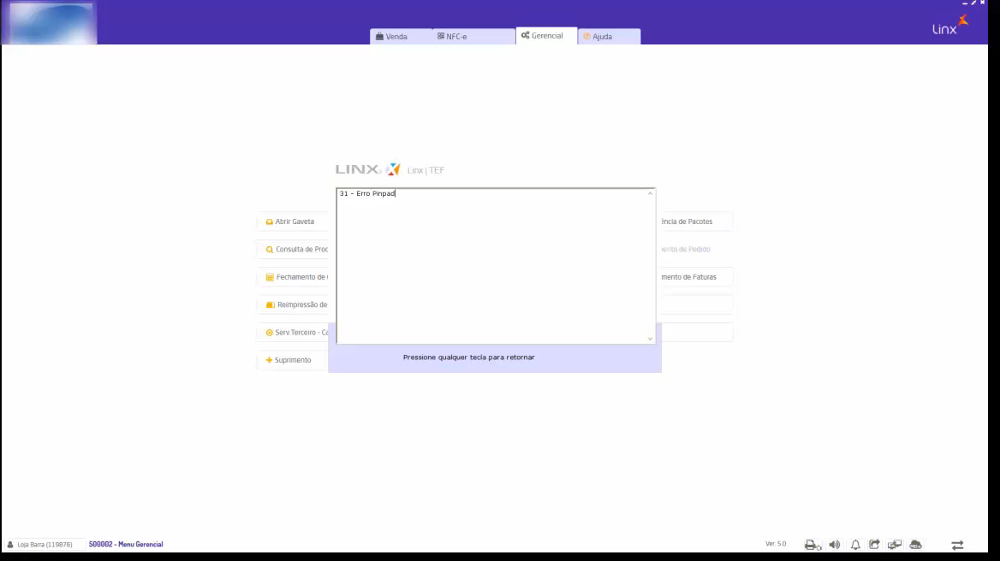 Linx
Venda
NFC-e
Gerencial
Ajuda
LINX
Linx | TEF
31 - Erro Pinpad
Abrir Gaveta
ência de Pacotes
Consulta de Proc
enta de Pedido
Fechamento de
mento de Faturas
Reimpressão de
Serv.Terceiro - Ca
Pressione qualquer tecla para retornar
Suprimento
Loja Barra (119876)
500002 - Menu Gerencial
Ver. 5.0